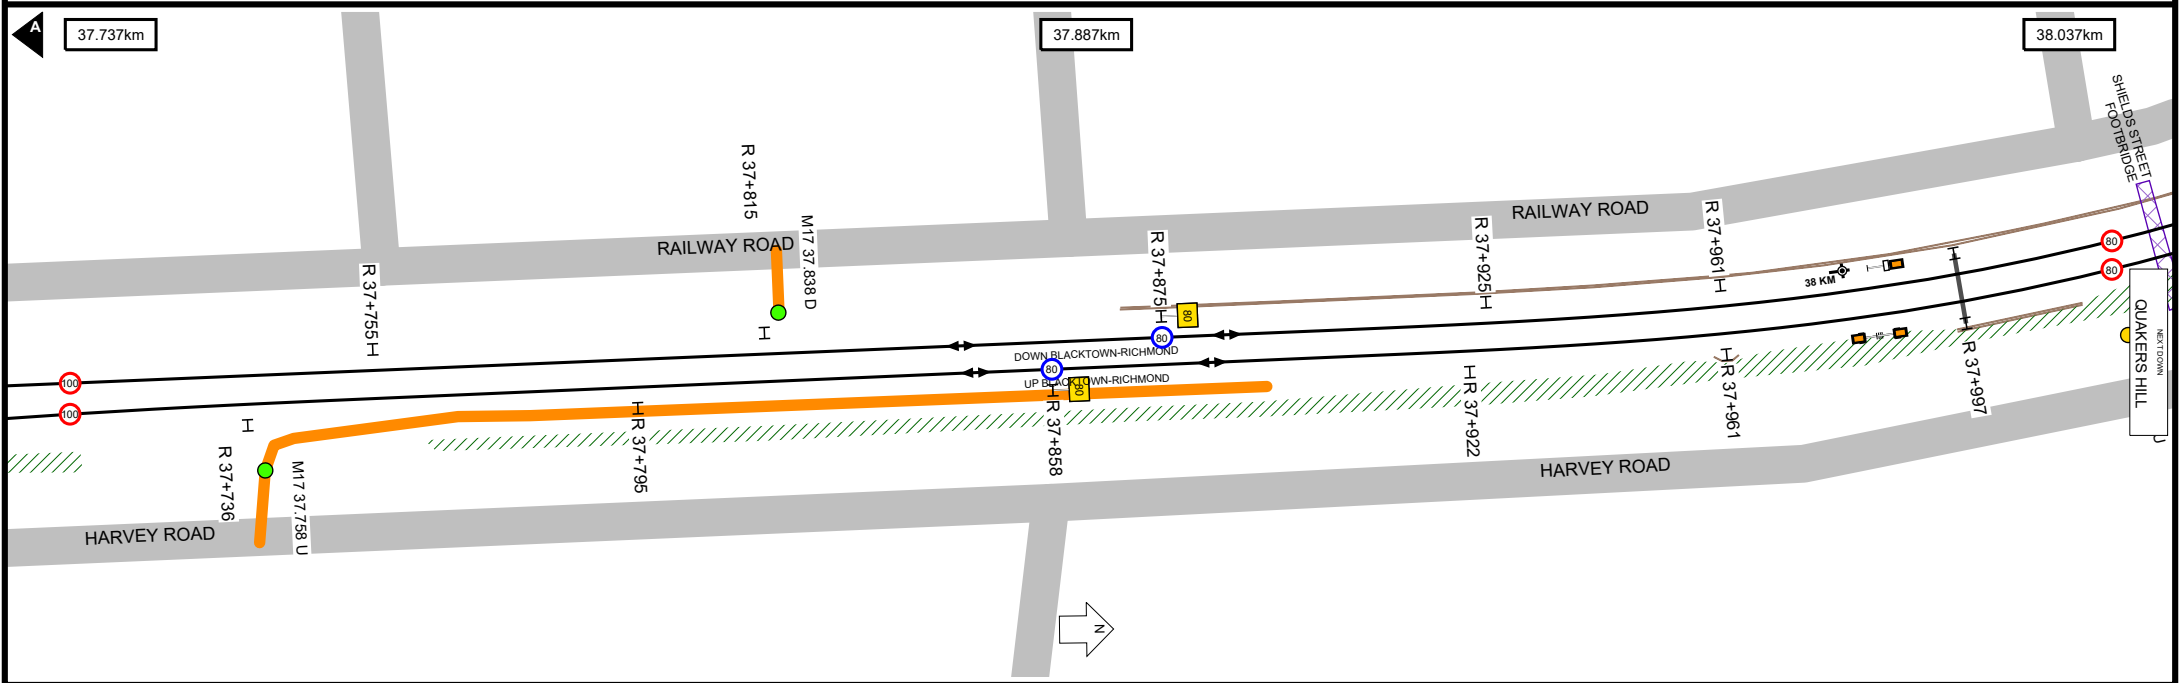 A
37.737km
37.887km
38.037km
SHIELDS STREET
FOOTBRIDGE
R 37+815
M17 37.838 D
RAILWAY ROAD
RAILWAY ROAD
R 37+755
R 37+875
R 37+925
R 37+961
80
38 KM
80
80
80
DOWN BLACKTOWN-RICHMOND
80
UP BLACKTOWN-RICHMOND
80
100
100
R 37+736
M17 37.758 U
R 37+795
R 37+858
R 37+922
R 37+961
R 37+997
QUAKERS HILL
NEXT DOWN
U
HARVEY ROAD
HARVEY ROAD
N